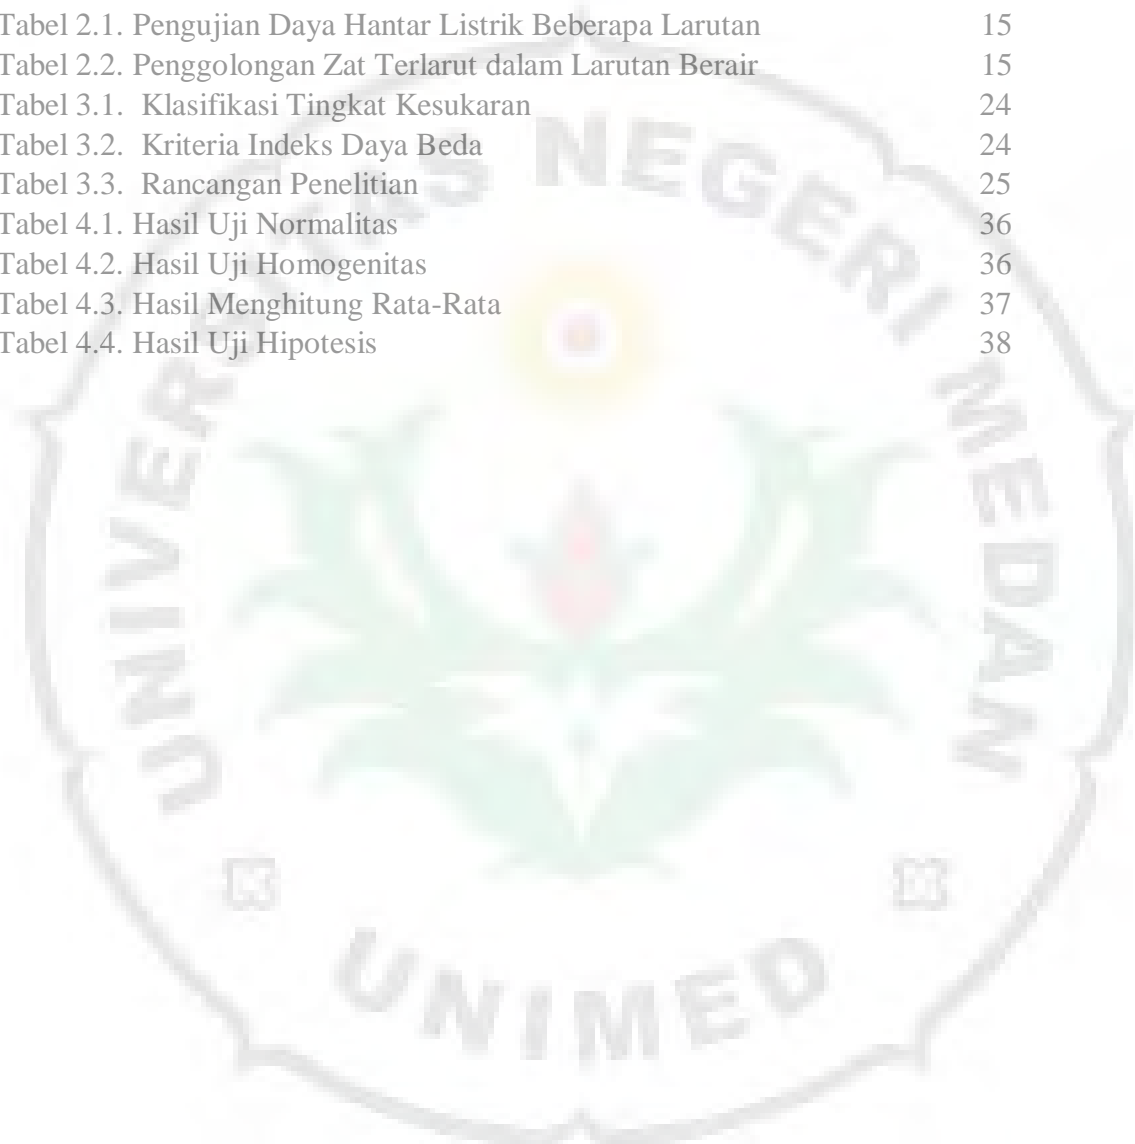 Tabel 2.1. Pengujian Daya Hantar Listrik Beberapa Larutan 15
Tabel 2.2. Penggolongan Zat Terlarut dalam Larutan Berair 15
Tabel 3.1. Klasifikasi Tingkat Kesukaran 24
Tabel 3.2. Kriteria Indeks Daya Beda 24
Tabel 3.3. Rancangan Penelitian 25
Tabel 4.1. Hasil Uji Normalitas 36
Tabel 4.2. Hasil Uji Homogenitas 36
Tabel 4.3. Hasil Menghitung Rata-Rata 37
Tabel 4.4. Hasil Uji Hipotesis 38
UNIVERSITAS NEGERI MEDAN
UNIMED